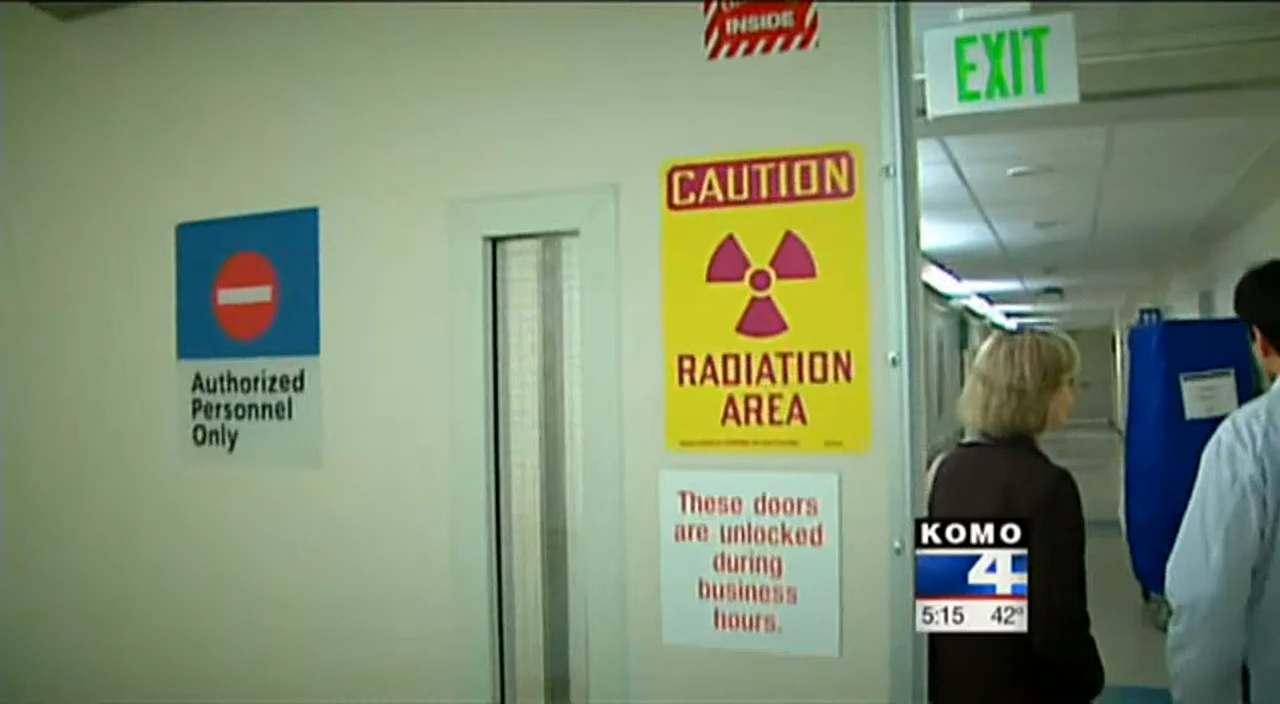 INSIDE
EXIT
CAUTION
RADIATION
AREA
Authorized
Personnel
Only
These doors
are unlocked
during
business
hours.
KOMO
4
5:15 42°